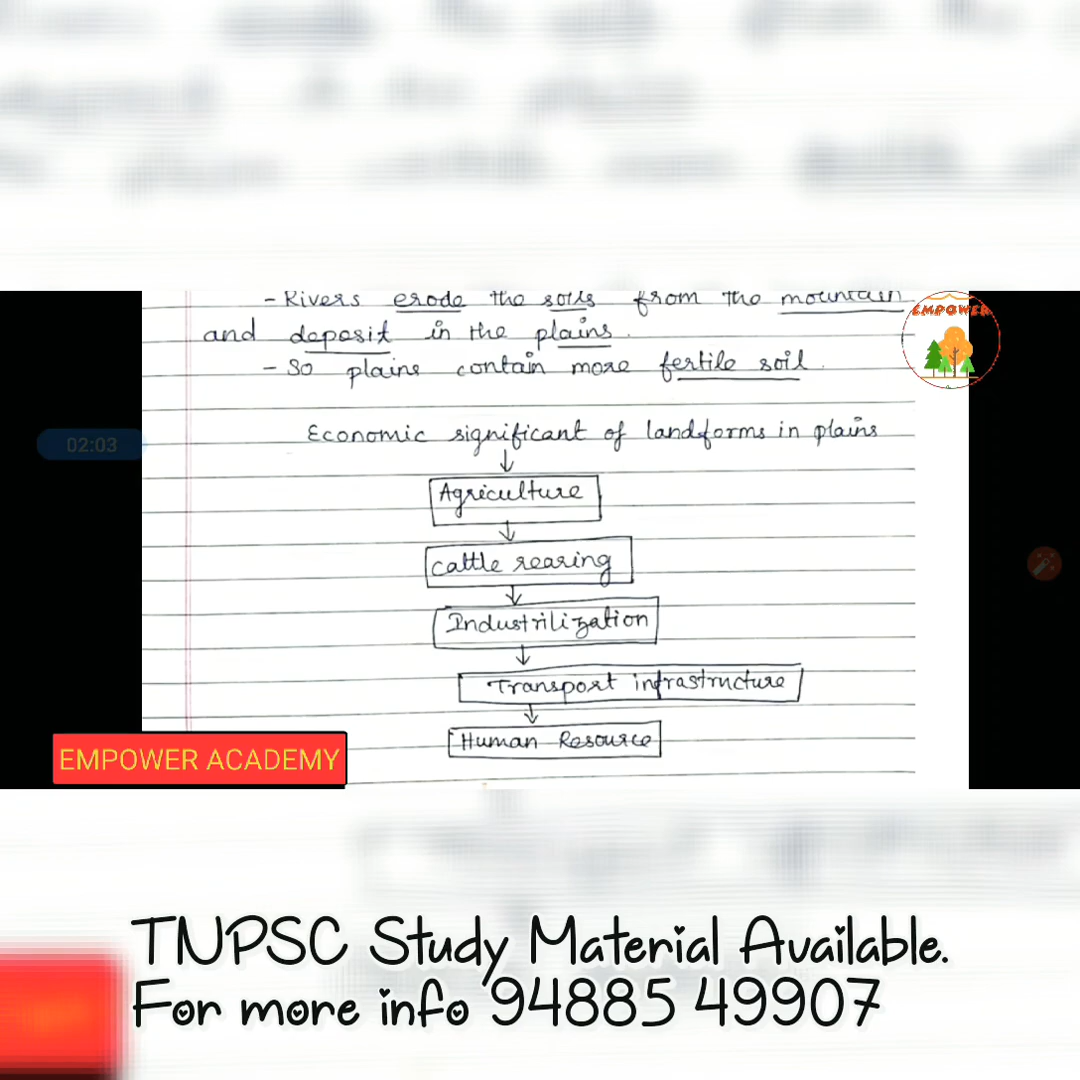 - Rivers erode the soils from the mountain
EMPOWER
and deposit in the plains.
- So plains contain more fertile soil.
02:03
Economic significant of landforms in plains
Agriculture
Cattle rearing
Industrilization
Transport infrastructure
Human Resource
EMPOWER ACADEMY
TNPSC Study Material Available.
For more info 94885 49907